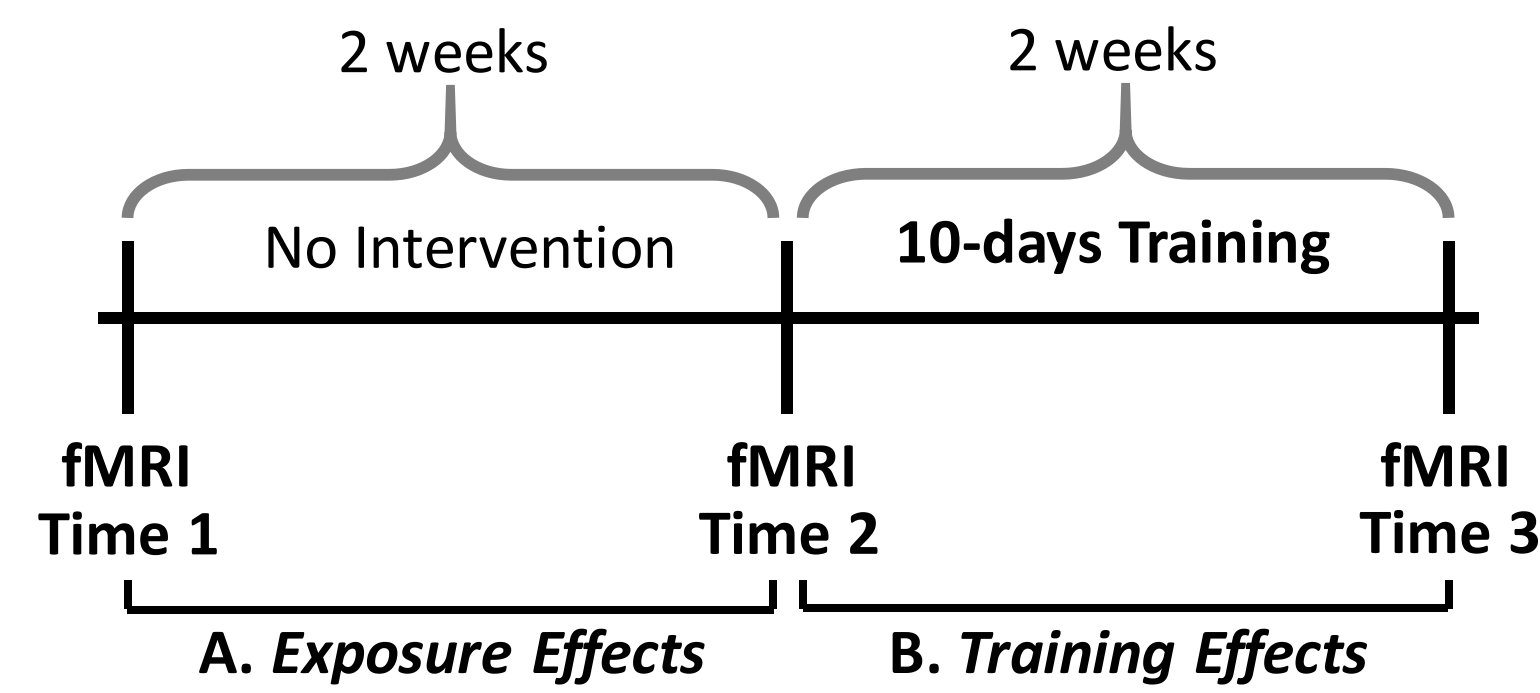 2 weeks
2 weeks
No Intervention
10-days Training
fMRI
Time 1
fMRI
Time 2
fMRI
Time 3
A. Exposure Effects
B. Training Effects